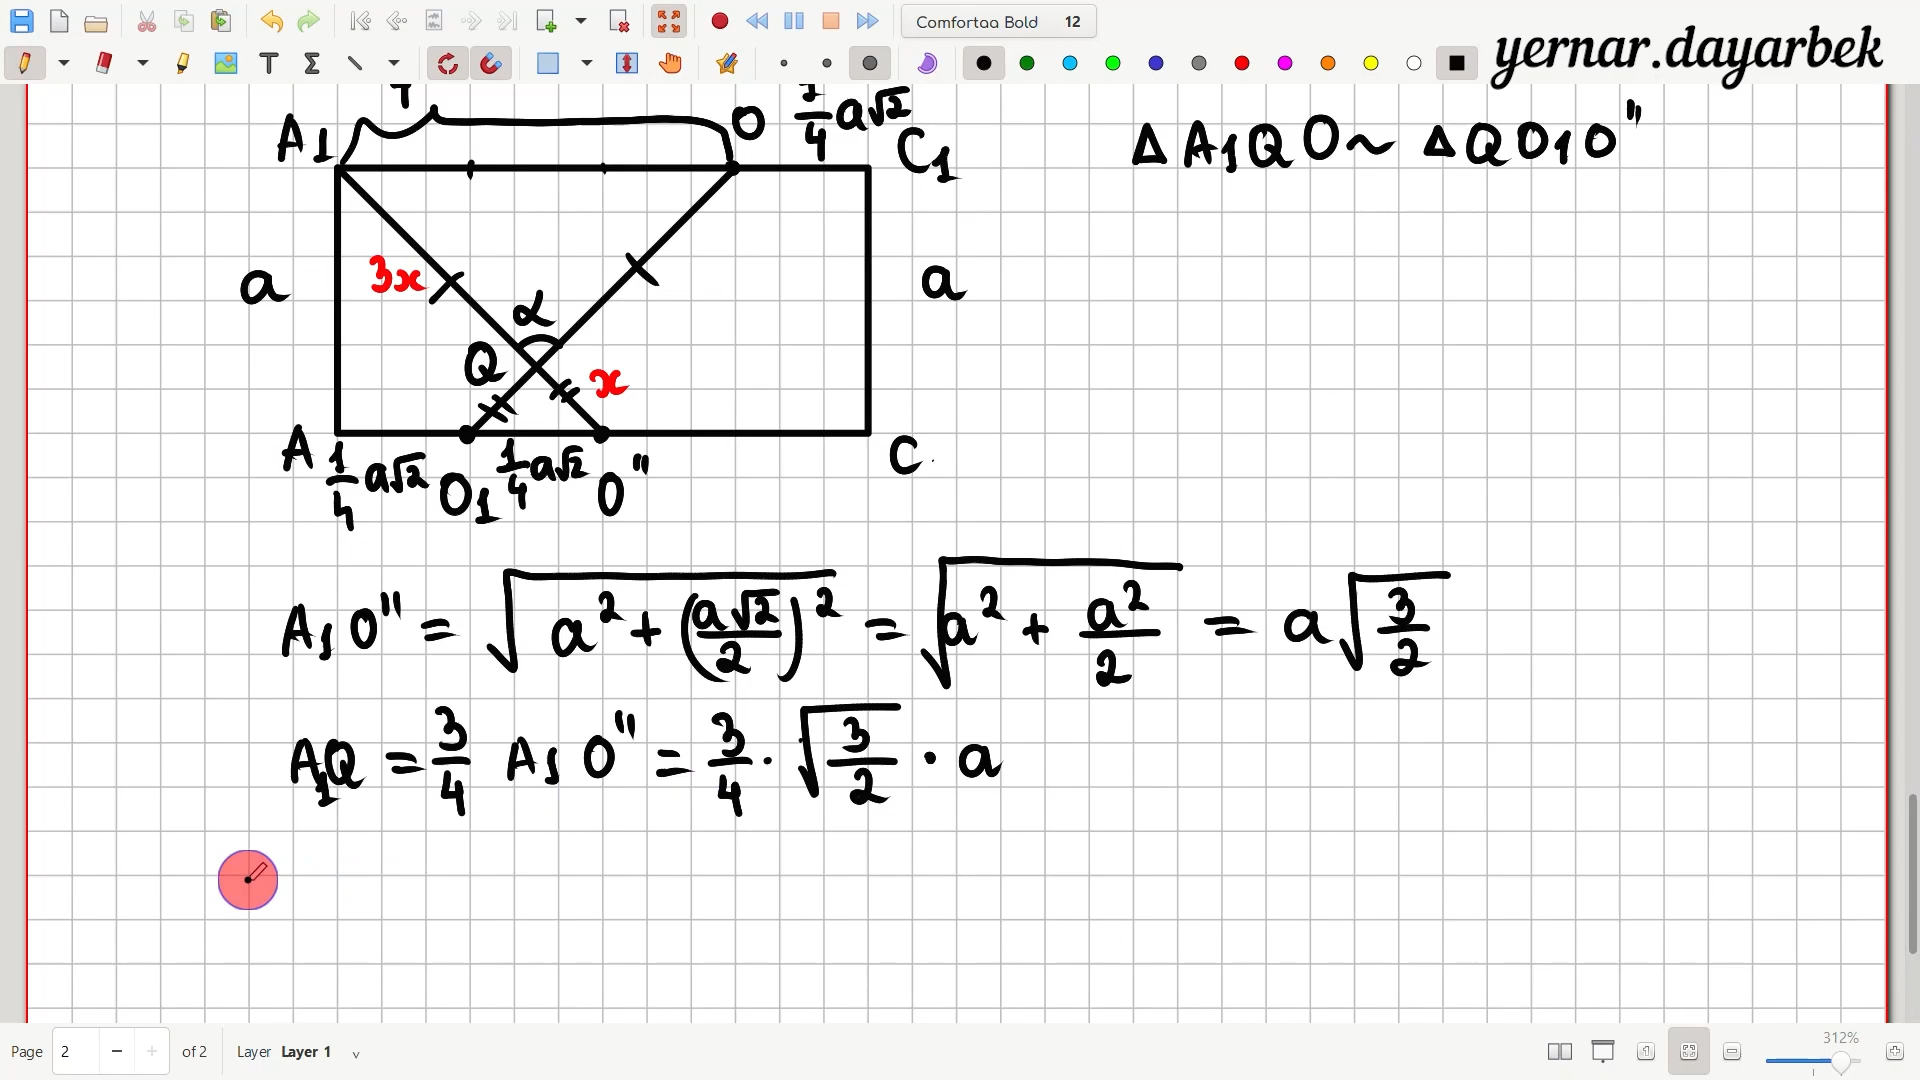 Comfortaa Bold 12
yernar.dayarbek
A1 O 1/4 a√2 C1
Δ A1QO ~ Δ QO1O"
a 3x α a
Q x
A 1/4 a√2 O1 1/4 a√2 O" C
A1O" = √(a² + (a√2/2)²) = √(a² + a²/2) = a√(3/2)
A1Q = 3/4 A1O" = 3/4 · √(3/2) · a
Page 2 of 2 Layer Layer 1 312%